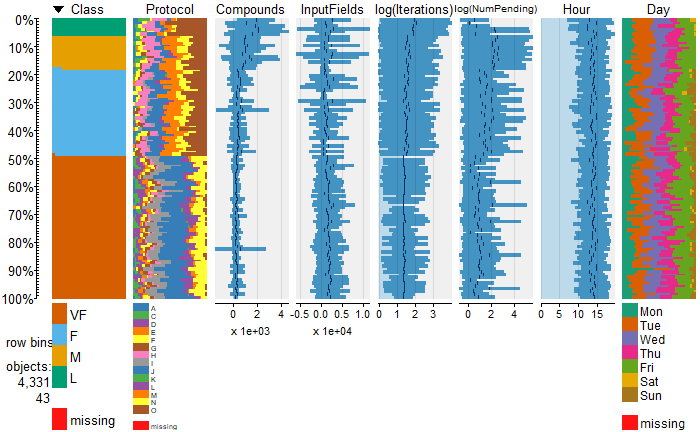 Class Protocol Compounds InputFields log(Iterations) log(NumPending) Hour Day
0%
10%
20%
30%
40%
50%
60%
70%
80%
90%
100%
0 2 4 -0.5 0.0 0.5 1.0 0 1 2 3 0 2 4 0 10 15
x 1e+03 x 1e+04
row bins
objects:
4,331
43
VF
F
M
L
missing
A
C
D
E
F
G
H
I
J
K
L
M
N
O
missing
Mon
Tue
Wed
Thu
Fri
Sat
Sun
missing